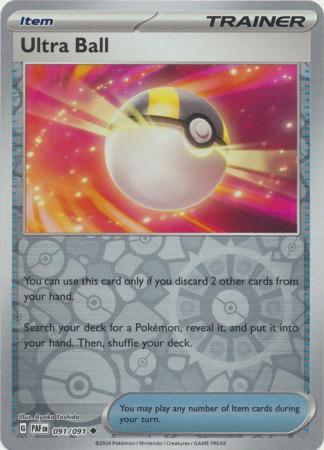 Item
TRAINER
Ultra Ball
You can use this card only if you discard 2 other cards from
your hand.
Search your deck for a Pokémon, reveal it, and put it into
your hand. Then, shuffle your deck.
Illus. Ayako Yoshida
G PAF EN 091/091 ◆
You may play any number of Item cards during
your turn.
©2024 Pokémon / Nintendo / Creatures / GAME FREAK